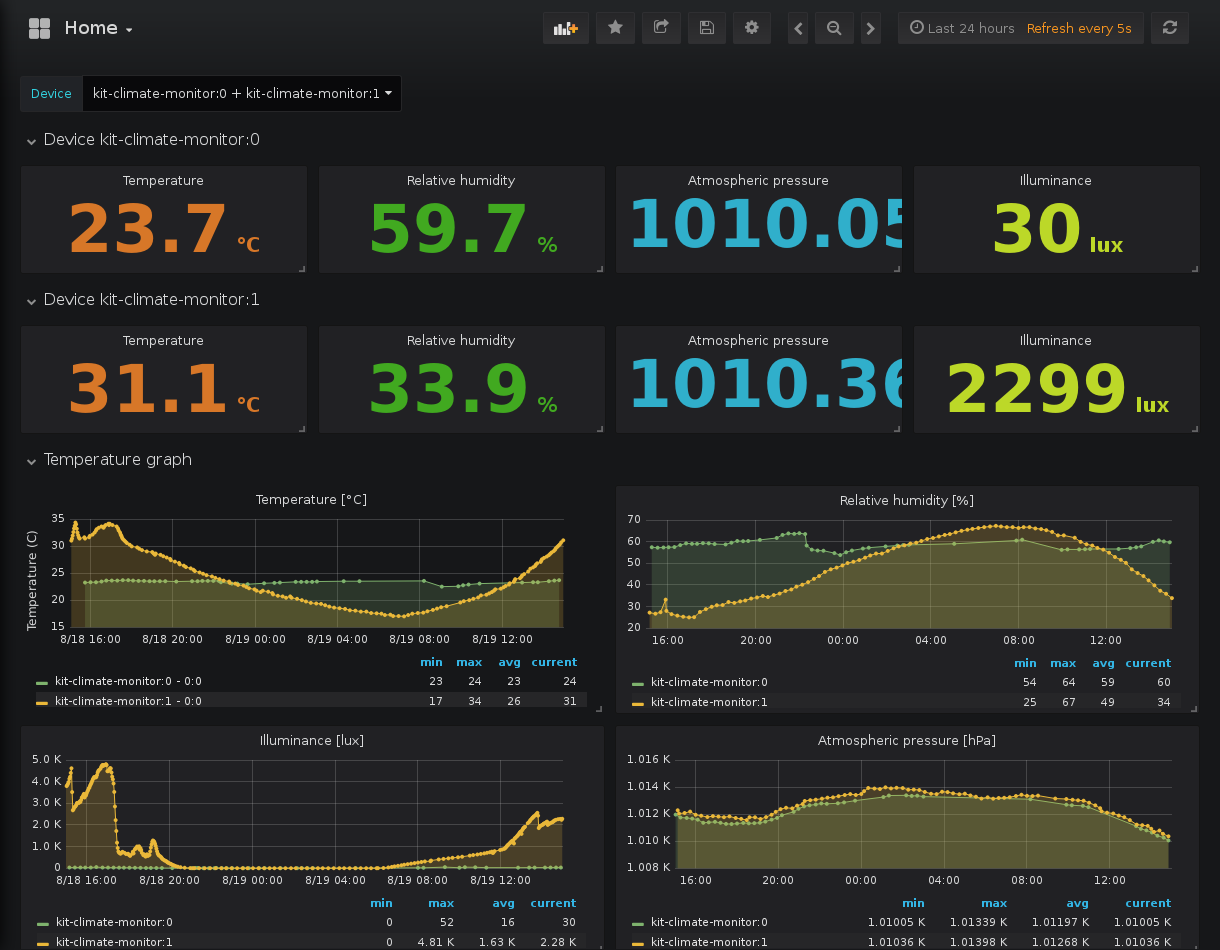 Home
Last 24 hours Refresh every 5s
Device kit-climate-monitor:0 + kit-climate-monitor:1
Device kit-climate-monitor:0
Temperature Relative humidity Atmospheric pressure Illuminance
23.7 °C 59.7 % 1010.05 30 lux
Device kit-climate-monitor:1
Temperature Relative humidity Atmospheric pressure Illuminance
31.1 °C 33.9 % 1010.36 2299 lux
Temperature graph
Temperature [°C]
Temperature (C)
35
30
25
20
15
8/18 16:00 8/18 20:00 8/19 00:00 8/19 04:00 8/19 08:00 8/19 12:00
min max avg current
kit-climate-monitor:0 - 0:0 23 24 23 24
kit-climate-monitor:1 - 0:0 17 34 26 31
Relative humidity [%]
70
60
50
40
30
20
16:00 20:00 00:00 04:00 08:00 12:00
min max avg current
kit-climate-monitor:0 54 64 59 60
kit-climate-monitor:1 25 67 49 34
Illuminance [lux]
5.0 K
4.0 K
3.0 K
2.0 K
1.0 K
0
8/18 16:00 8/18 20:00 8/19 00:00 8/19 04:00 8/19 08:00 8/19 12:00
min max avg current
kit-climate-monitor:0 0 52 16 30
kit-climate-monitor:1 0 4.81 K 1.63 K 2.28 K
Atmospheric pressure [hPa]
1.016 K
1.014 K
1.012 K
1.010 K
1.008 K
16:00 20:00 00:00 04:00 08:00 12:00
min max avg current
kit-climate-monitor:0 1.01005 K 1.01339 K 1.01197 K 1.01005 K
kit-climate-monitor:1 1.01036 K 1.01398 K 1.01268 K 1.01036 K